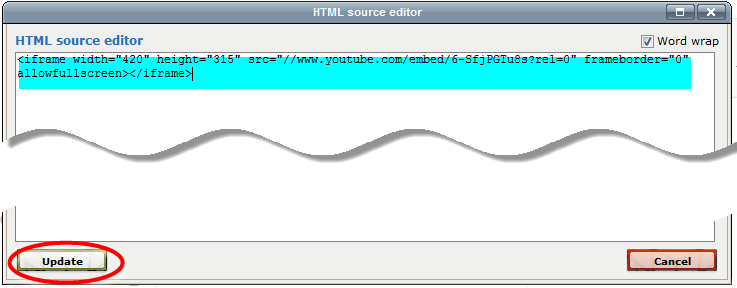 HTML source editor
HTML source editor
Word wrap
<iframe width="420" height="315" src="//www.youtube.com/embed/6-SfjPGTu8s?rel=0" frameborder="0"
allowfullscreen></iframe>
Update
Cancel